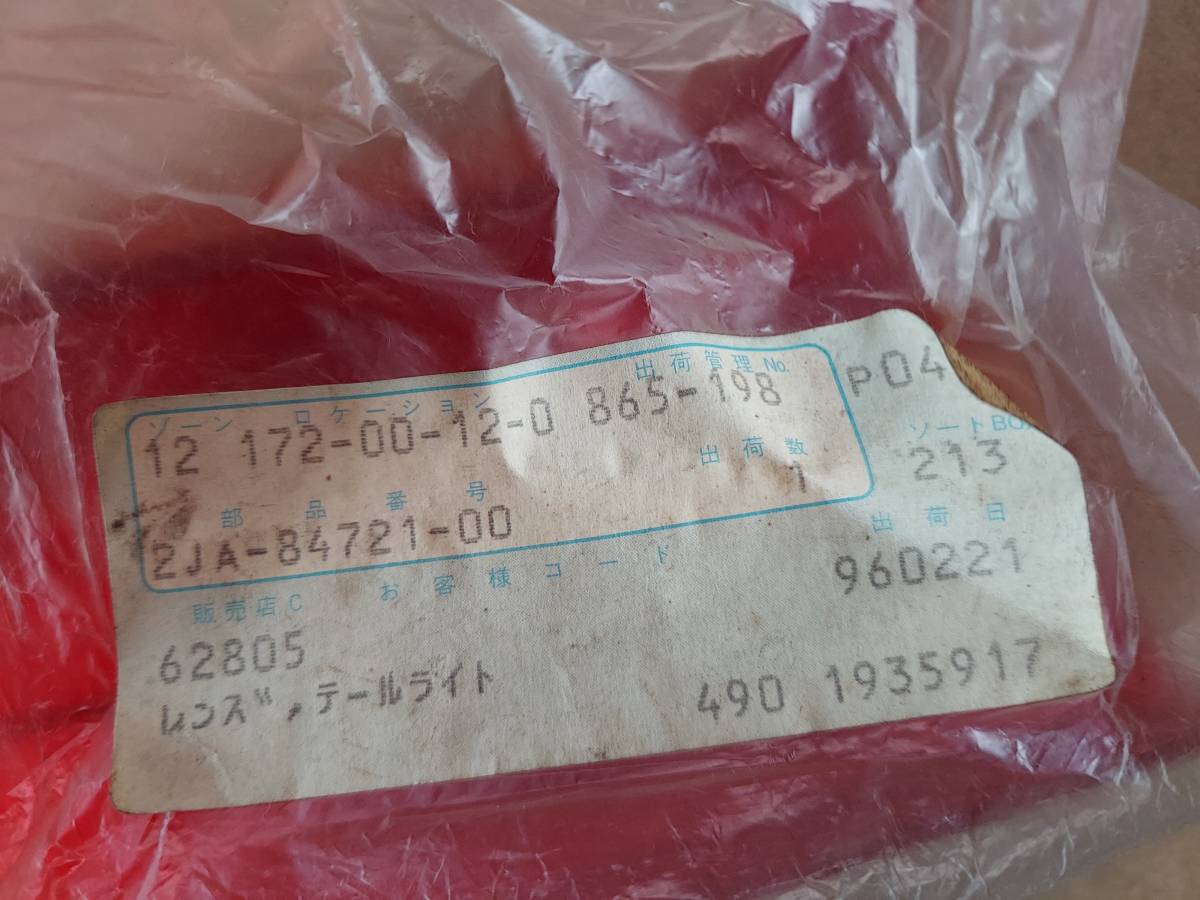 ゾーン ロケーション 出荷管理No.
12 172-00-12-0 865-198 P04
部品番号 出荷数 ソートBO
2JA-84721-00 1 213
販売店C お客様コード 出荷日
62805 960221
レンズ,テールライト 490 1935917